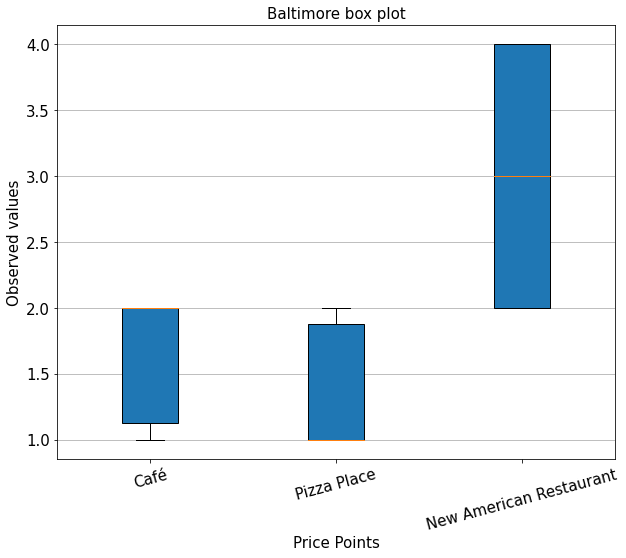 Baltimore box plot
Observed values
4.0
3.5
3.0
2.5
2.0
1.5
1.0
Café
Pizza Place
New American Restaurant
Price Points